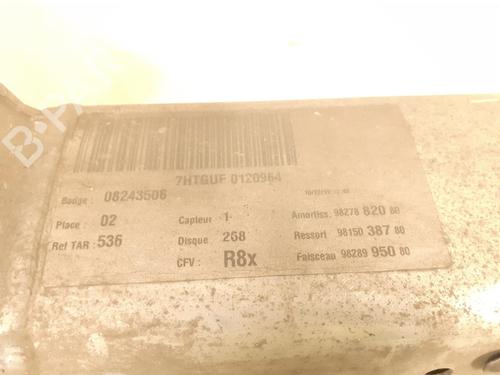 7HTGUF 0120964
Badge : 08243506
Place : 02
Capteur 1
Amortiss. 98278 820 80
Ref TAR : 536
Disque : 268
Ressort : 98150 387 80
CFV : R8x
Faisceau 98289 950 80
B-PA